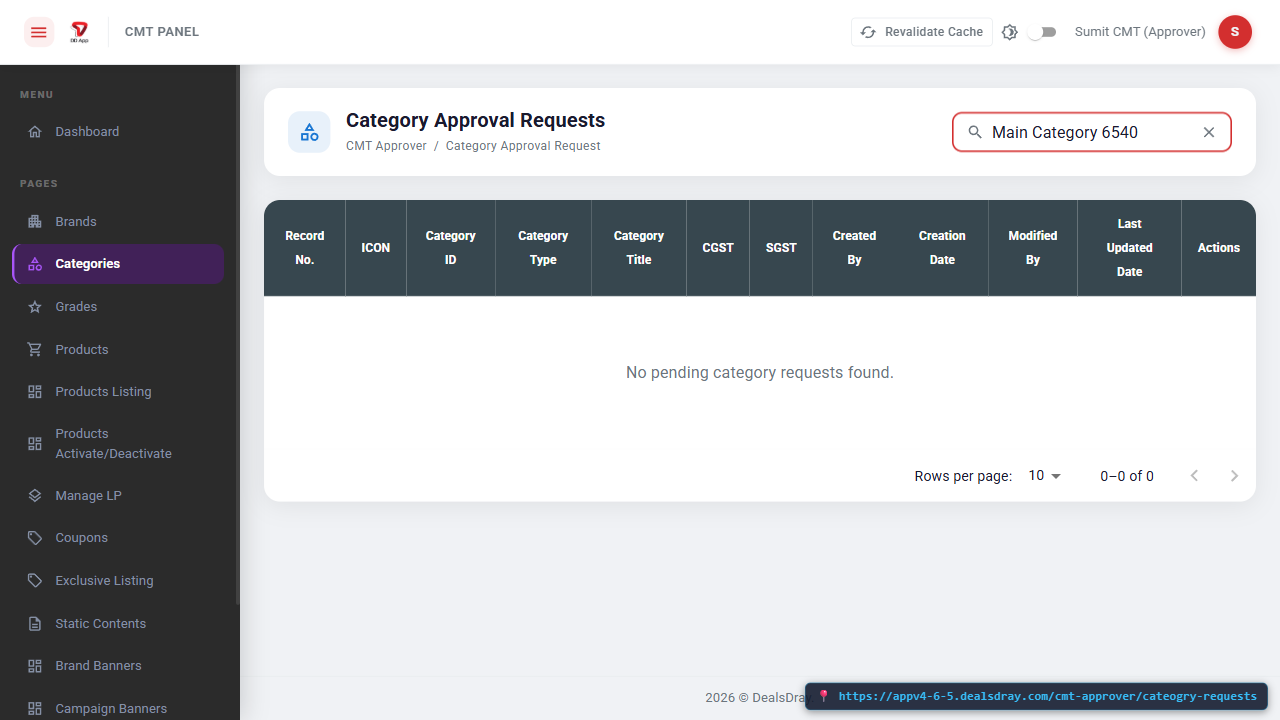 DD App
CMT PANEL
Revalidate Cache
Sumit CMT (Approver)
S
MENU
Dashboard
PAGES
Brands
Categories
Grades
Products
Products Listing
Products
Activate/Deactivate
Manage LP
Coupons
Exclusive Listing
Static Contents
Brand Banners
Campaign Banners
Category Approval Requests
CMT Approver / Category Approval Request
Main Category 6540
Record
No.
ICON
Category
ID
Category
Type
Category
Title
CGST
SGST
Created
By
Creation
Date
Modified
By
Last
Updated
Date
Actions
No pending category requests found.
Rows per page: 10 0–0 of 0
2026 © DealsDray
https://appv4-6-5.dealsdray.com/cmt-approver/cateogry-requests